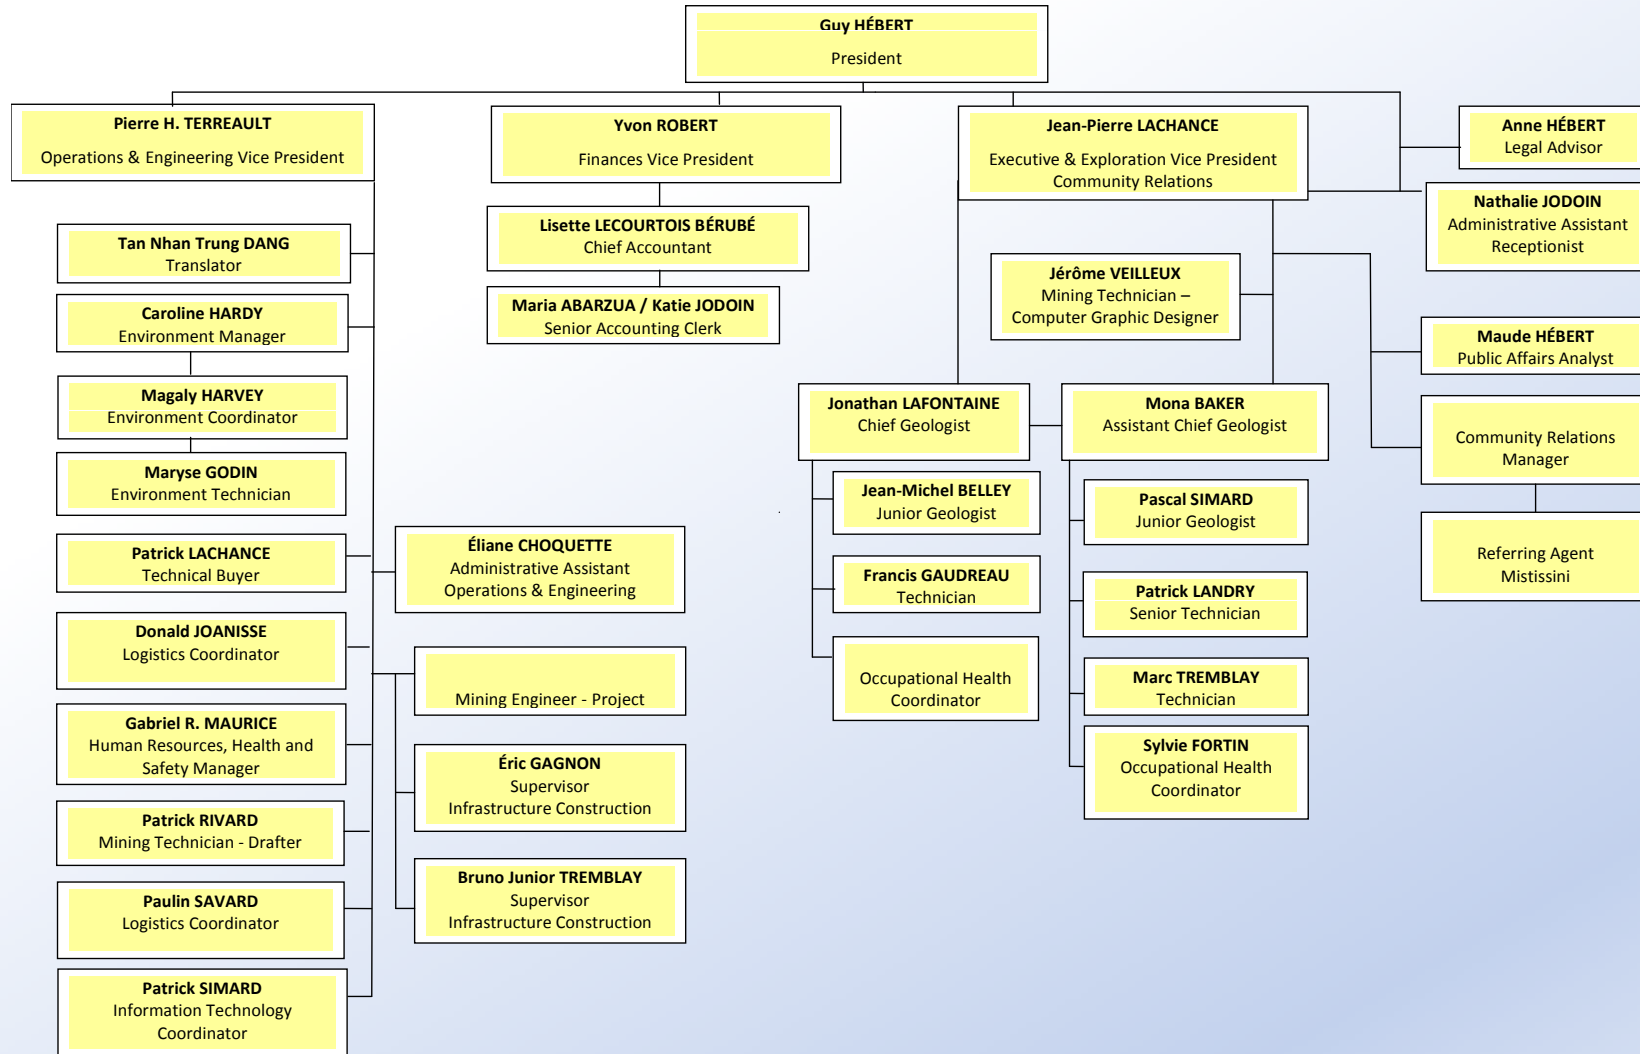 Guy HÉBERT
President
Pierre H. TERREAULT
Operations & Engineering Vice President
Yvon ROBERT
Finances Vice President
Jean-Pierre LACHANCE
Executive & Exploration Vice President
Community Relations
Anne HÉBERT
Legal Advisor
Nathalie JODOIN
Administrative Assistant
Receptionist
Lisette LECOURTOIS BÉRUBÉ
Chief Accountant
Maria ABARZUA / Katie JODOIN
Senior Accounting Clerk
Tan Nhan Trung DANG
Translator
Caroline HARDY
Environment Manager
Magaly HARVEY
Environment Coordinator
Maryse GODIN
Environment Technician
Patrick LACHANCE
Technical Buyer
Donald JOANISSE
Logistics Coordinator
Gabriel R. MAURICE
Human Resources, Health and
Safety Manager
Patrick RIVARD
Mining Technician - Drafter
Paulin SAVARD
Logistics Coordinator
Patrick SIMARD
Information Technology
Coordinator
Éliane CHOQUETTE
Administrative Assistant
Operations & Engineering
Mining Engineer - Project
Éric GAGNON
Supervisor
Infrastructure Construction
Bruno Junior TREMBLAY
Supervisor
Infrastructure Construction
Jérôme VEILLEUX
Mining Technician –
Computer Graphic Designer
Jonathan LAFONTAINE
Chief Geologist
Jean-Michel BELLEY
Junior Geologist
Francis GAUDREAU
Technician
Occupational Health
Coordinator
Mona BAKER
Assistant Chief Geologist
Pascal SIMARD
Junior Geologist
Patrick LANDRY
Senior Technician
Marc TREMBLAY
Technician
Sylvie FORTIN
Occupational Health
Coordinator
Maude HÉBERT
Public Affairs Analyst
Community Relations
Manager
Referring Agent
Mistissini